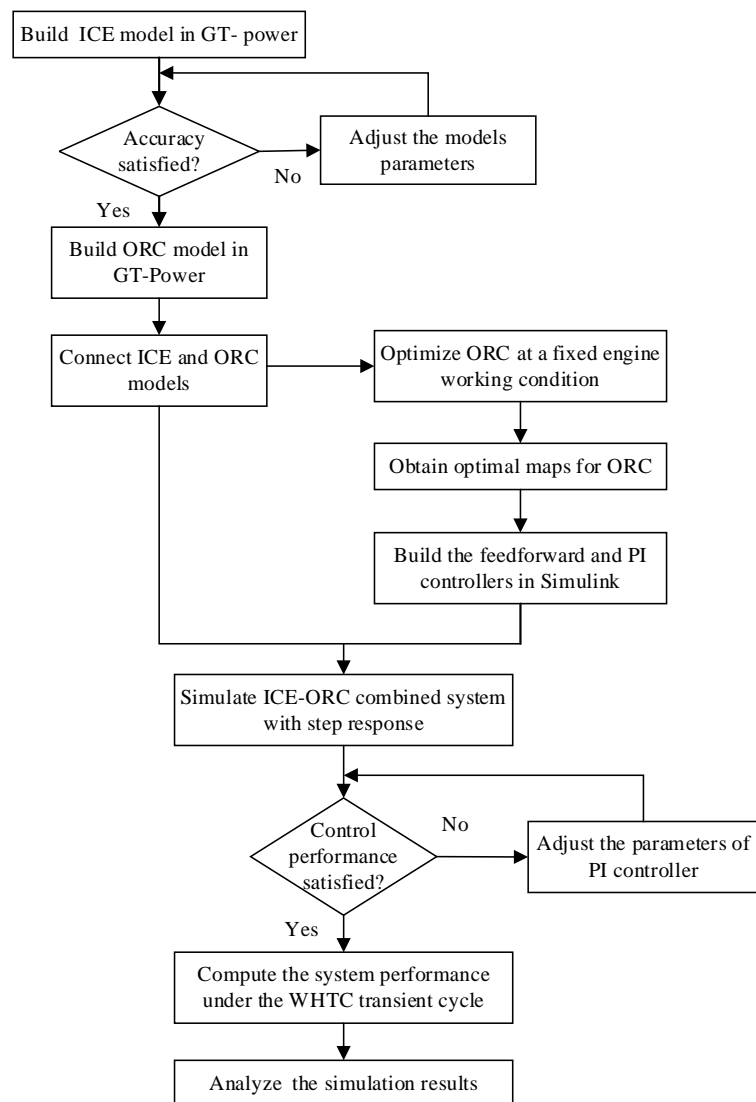 Build ICE model in GT- power
Accuracy
satisfied?
No
Adjust the models
parameters
Yes
Build ORC model in
GT-Power
Connect ICE and ORC
models
Optimize ORC at a fixed engine
working condition
Obtain optimal maps for ORC
Build the feedforward and PI
controllers in Simulink
Simulate ICE-ORC combined system
with step response
Control
performance
satisfied?
No
Adjust the parameters of
PI controller
Yes
Compute the system performance
under the WHTC transient cycle
Analyze the simulation results